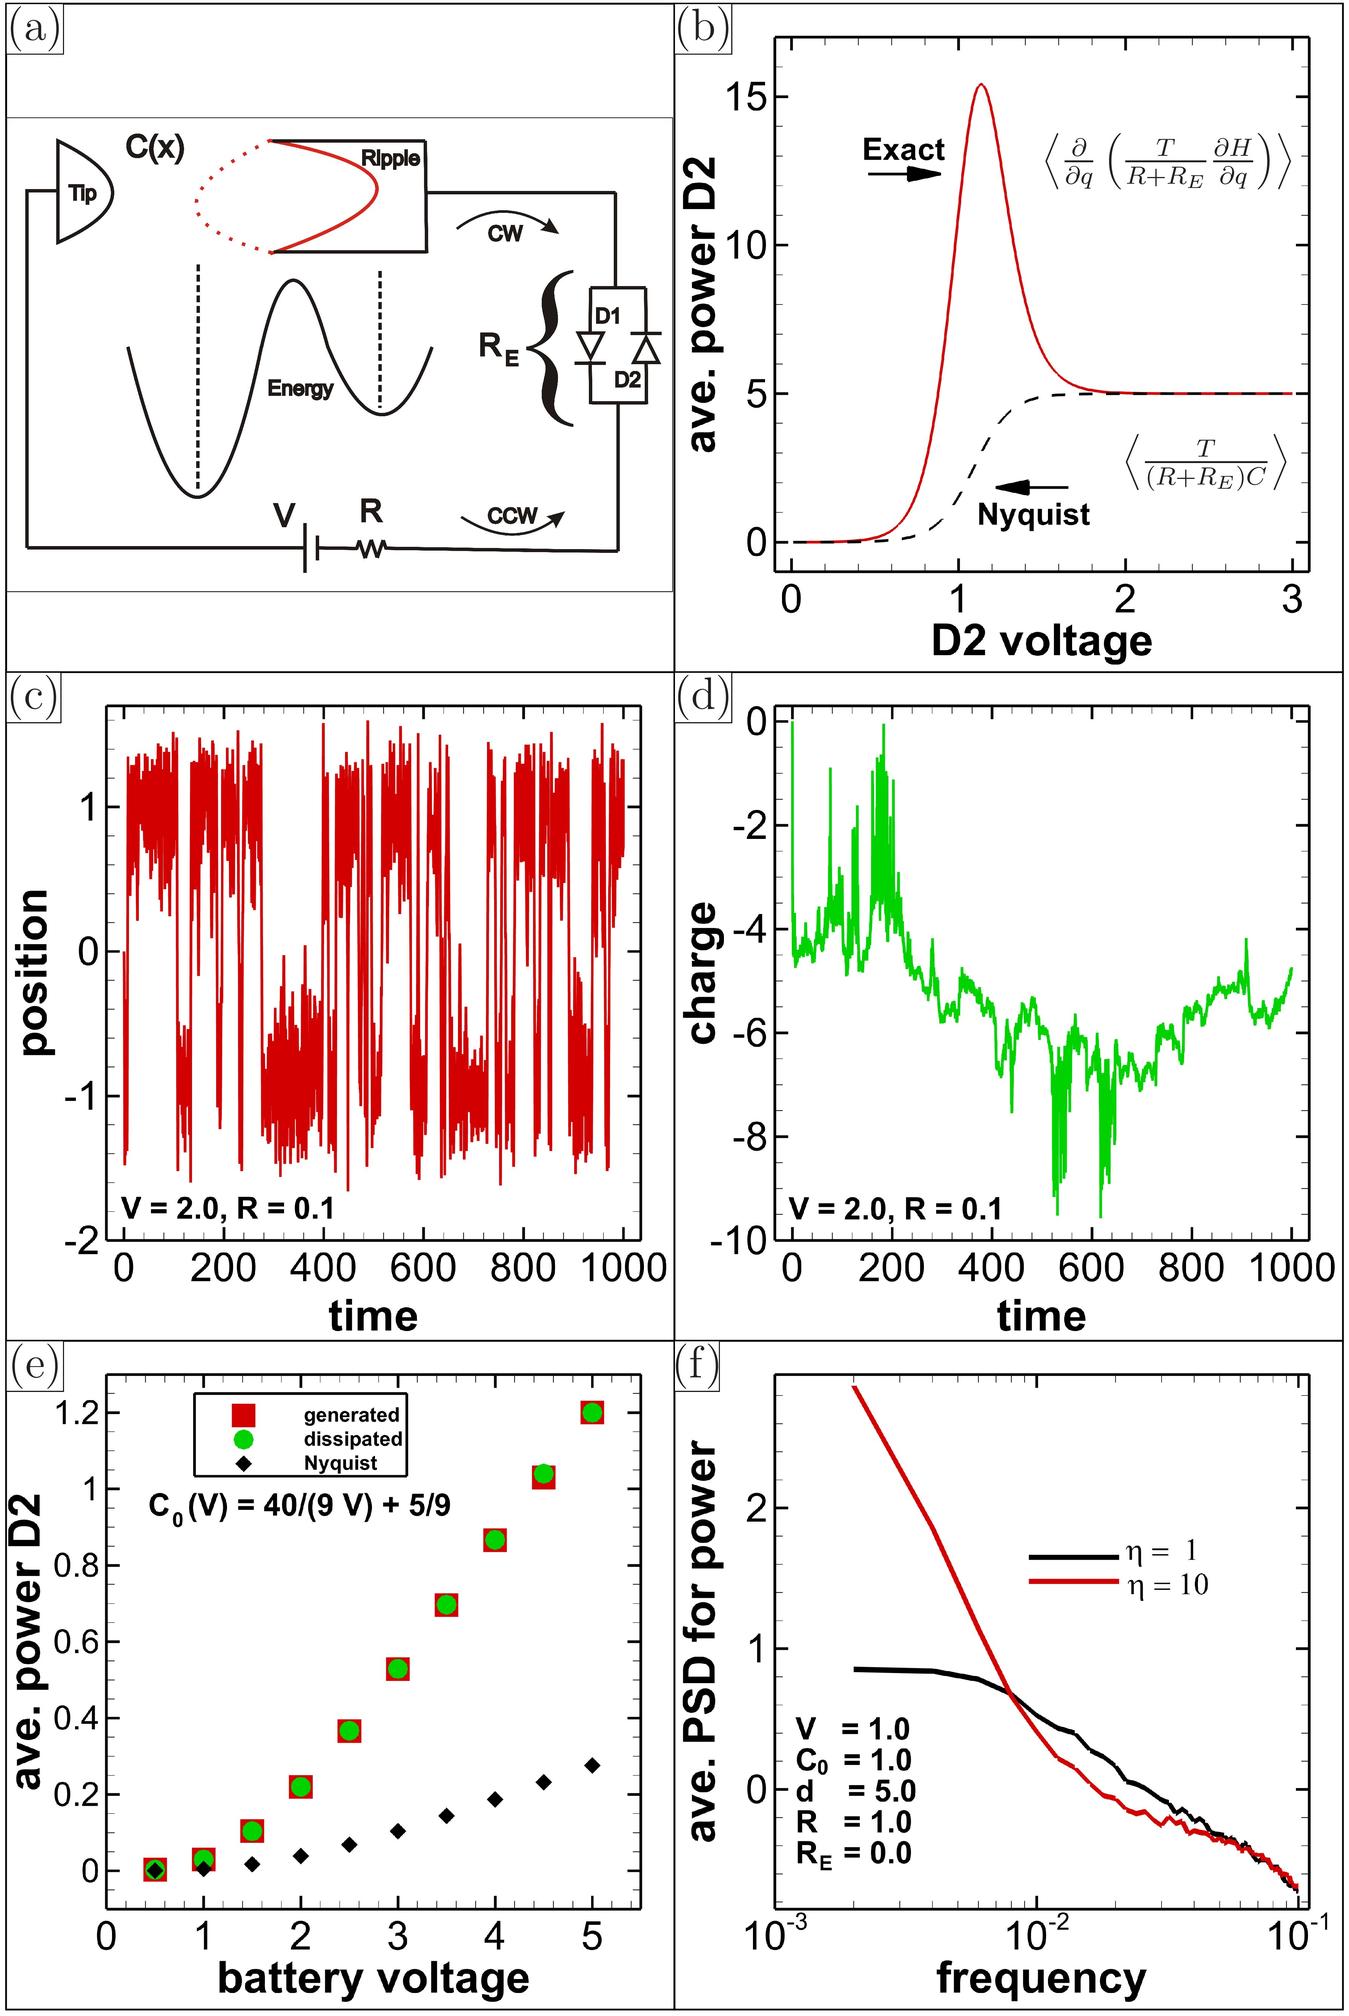 (a)
C(x)
Tip
Ripple
CW
R_E
D1
D2
Energy
V
R
CCW
(b)
ave. power D2
15
10
5
0
Exact
⟨ ∂/∂q ( T/(R+R_E) ∂H/∂q ) ⟩
⟨ T/((R+R_E)C) ⟩
Nyquist
0 1 2 3
D2 voltage
(c)
position
1
0
-1
-2
V = 2.0, R = 0.1
0 200 400 600 800 1000
time
(d)
charge
0
-2
-4
-6
-8
-10
V = 2.0, R = 0.1
0 200 400 600 800 1000
time
(e)
ave. power D2
1.2
1
0.8
0.6
0.4
0.2
0
generated
dissipated
Nyquist
C_0(V) = 40/(9 V) + 5/9
0 1 2 3 4 5
battery voltage
(f)
ave. PSD for power
2
1
0
η = 1
η = 10
V = 1.0
C_0 = 1.0
d = 5.0
R = 1.0
R_E = 0.0
10^-3 10^-2 10^-1
frequency